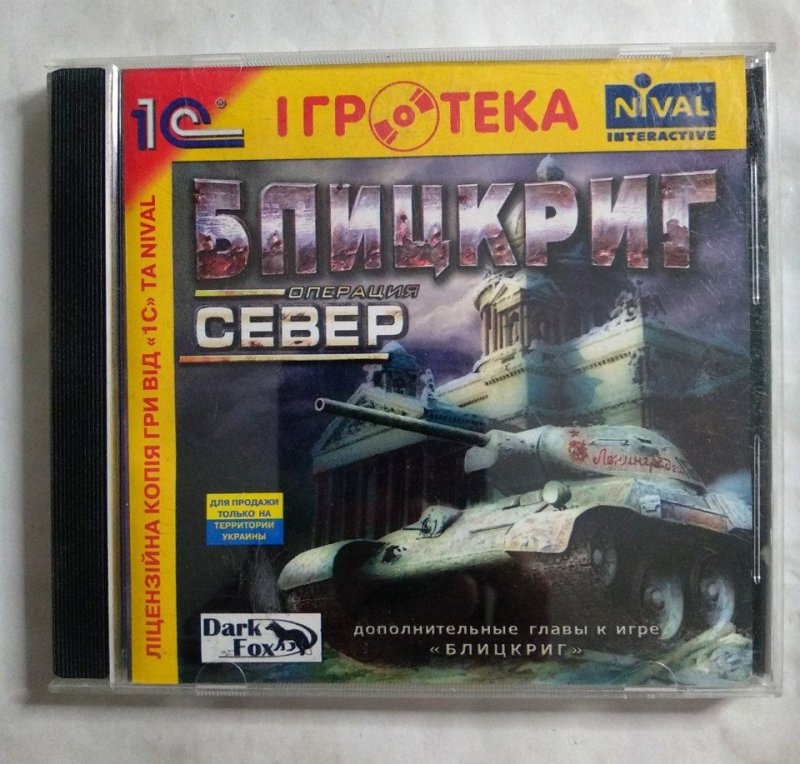 1С®
ІГРОТЕКА
NIVAL
INTERACTIVE
ЛІЦЕНЗІЙНА КОПІЯ ГРИ ВІД «1С» ТА NIVAL
БЛИЦКРИГ
ОПЕРАЦИЯ
СЕВЕР
Ленинград
ДЛЯ ПРОДАЖИ
ТОЛЬКО НА
ТЕРРИТОРИИ
УКРАИНЫ
Dark
Fox
дополнительные главы к игре
«БЛИЦКРИГ»